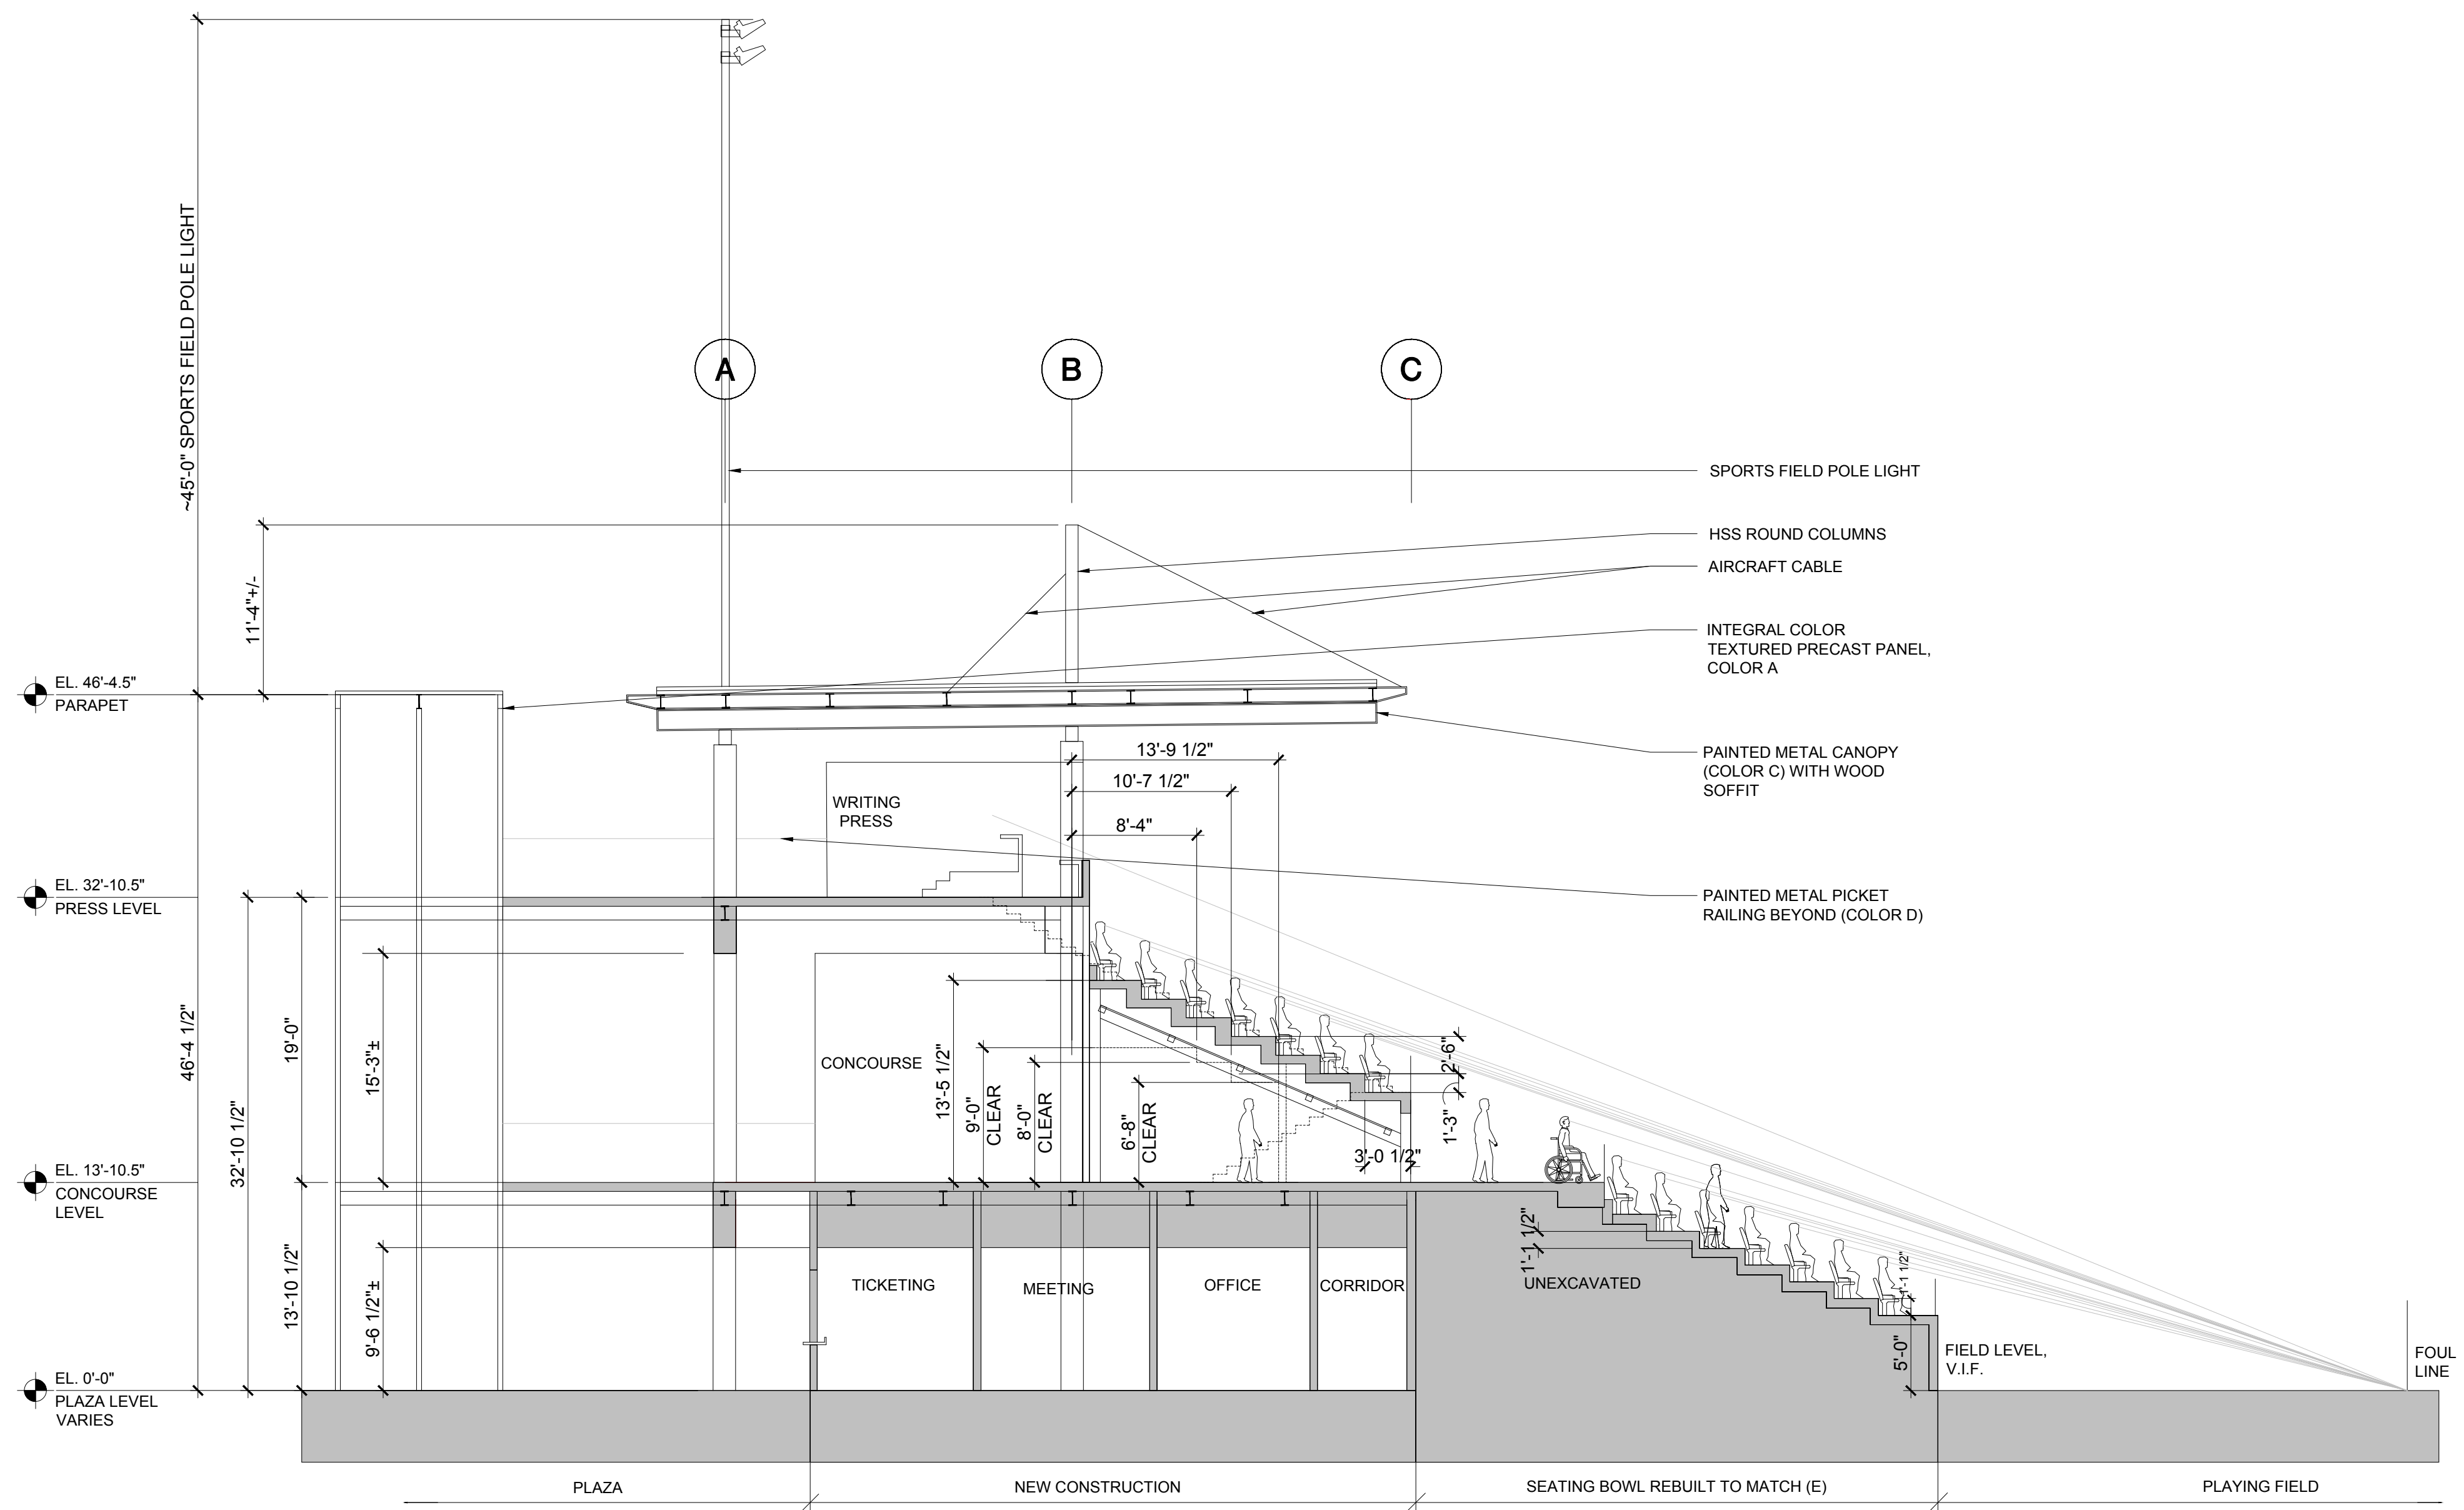 ~45'-0" SPORTS FIELD POLE LIGHT
A
B
C
SPORTS FIELD POLE LIGHT
HSS ROUND COLUMNS
AIRCRAFT CABLE
11'-4"+/-
INTEGRAL COLOR
TEXTURED PRECAST PANEL,
COLOR A
EL. 46'-4.5"
PARAPET
13'-9 1/2"
PAINTED METAL CANOPY
(COLOR C) WITH WOOD
SOFFIT
10'-7 1/2"
WRITING
PRESS
8'-4"
EL. 32'-10.5"
PRESS LEVEL
PAINTED METAL PICKET
RAILING BEYOND (COLOR D)
46'-4 1/2"
32'-10 1/2"
19'-0"
15'-3"±
CONCOURSE
13'-5 1/2"
9'-0"
CLEAR
8'-0"
CLEAR
6'-8"
CLEAR
2'-6"
1'-3"
3'-0 1/2"
EL. 13'-10.5"
CONCOURSE
LEVEL
13'-10 1/2"
9'-6 1/2"±
TICKETING
MEETING
OFFICE
CORRIDOR
1'-1 1/2"
UNEXCAVATED
1'-1 1/2"
5'-0"
FIELD LEVEL,
V.I.F.
FOUL
LINE
EL. 0'-0"
PLAZA LEVEL
VARIES
PLAZA
NEW CONSTRUCTION
SEATING BOWL REBUILT TO MATCH (E)
PLAYING FIELD